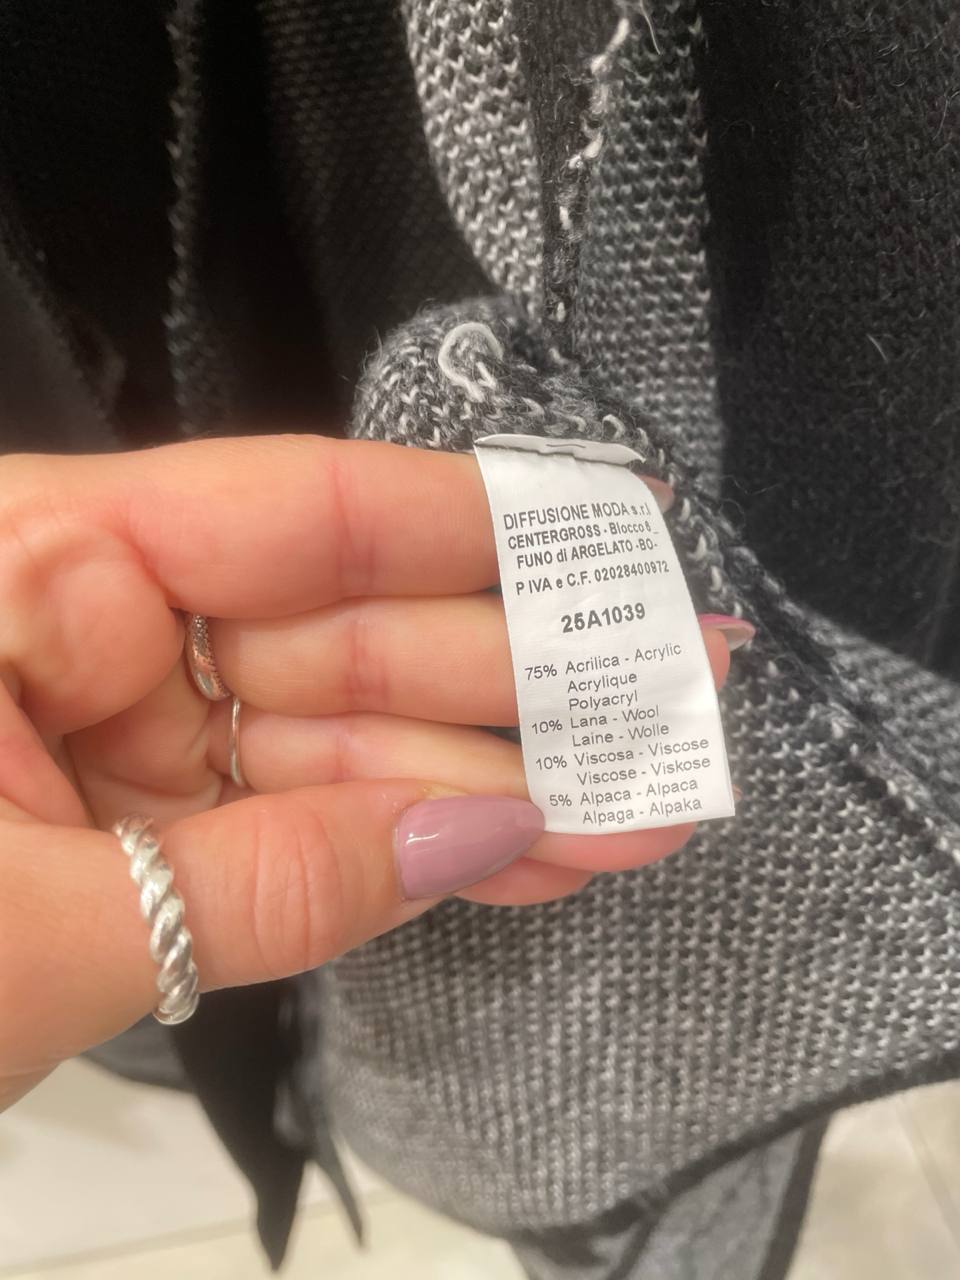 DIFFUSIONE MODA s.r.l
CENTERGROSS - Blocco 6 _
FUNO di ARGELATO -BO-
P IVA e C.F. 02028400972
25A1039
75% Acrilica - Acrylic
Acrylique
Polyacryl
10% Lana - Wool
Laine - Wolle
10% Viscosa - Viscose
Viscose - Viskose
5% Alpaca - Alpaca
Alpaga - Alpaka